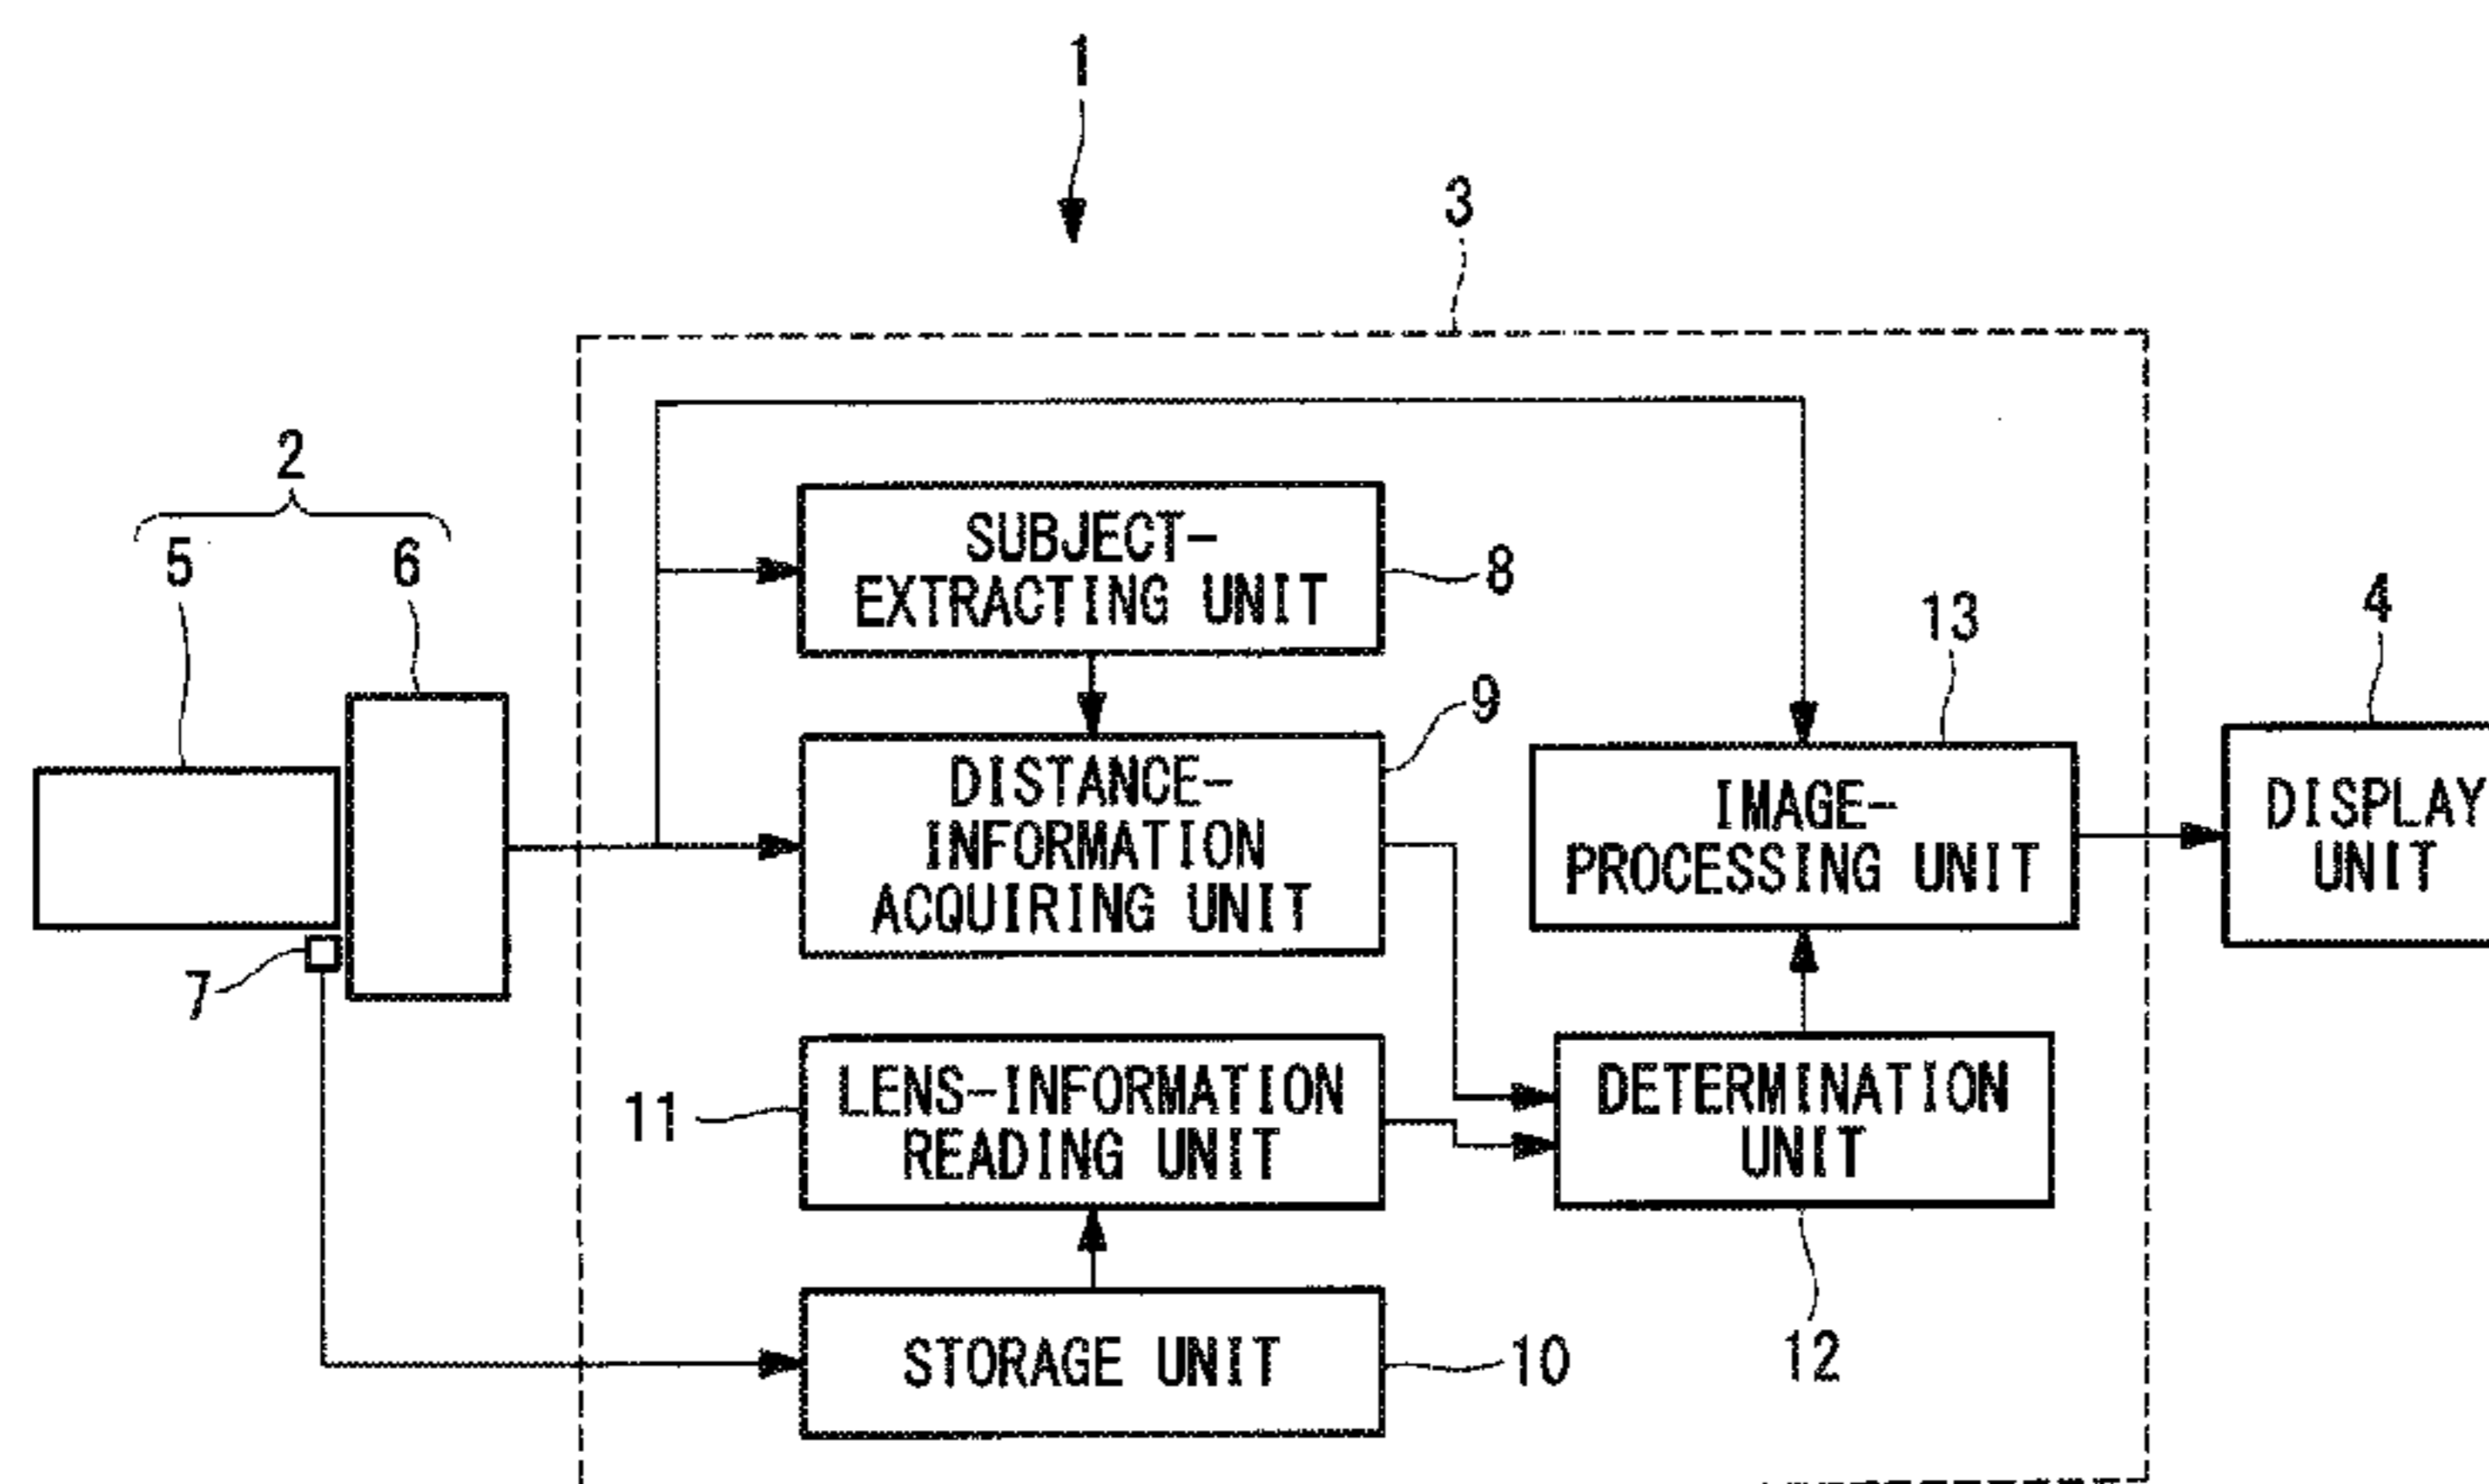 1
3
2
5
6
SUBJECT-
EXTRACTING UNIT
8
13
4
9
DISTANCE-
INFORMATION
ACQUIRING UNIT
IMAGE-
PROCESSING UNIT
DISPLAY
UNIT
7
11
LENS-INFORMATION
READING UNIT
DETERMINATION
UNIT
STORAGE UNIT
10
12